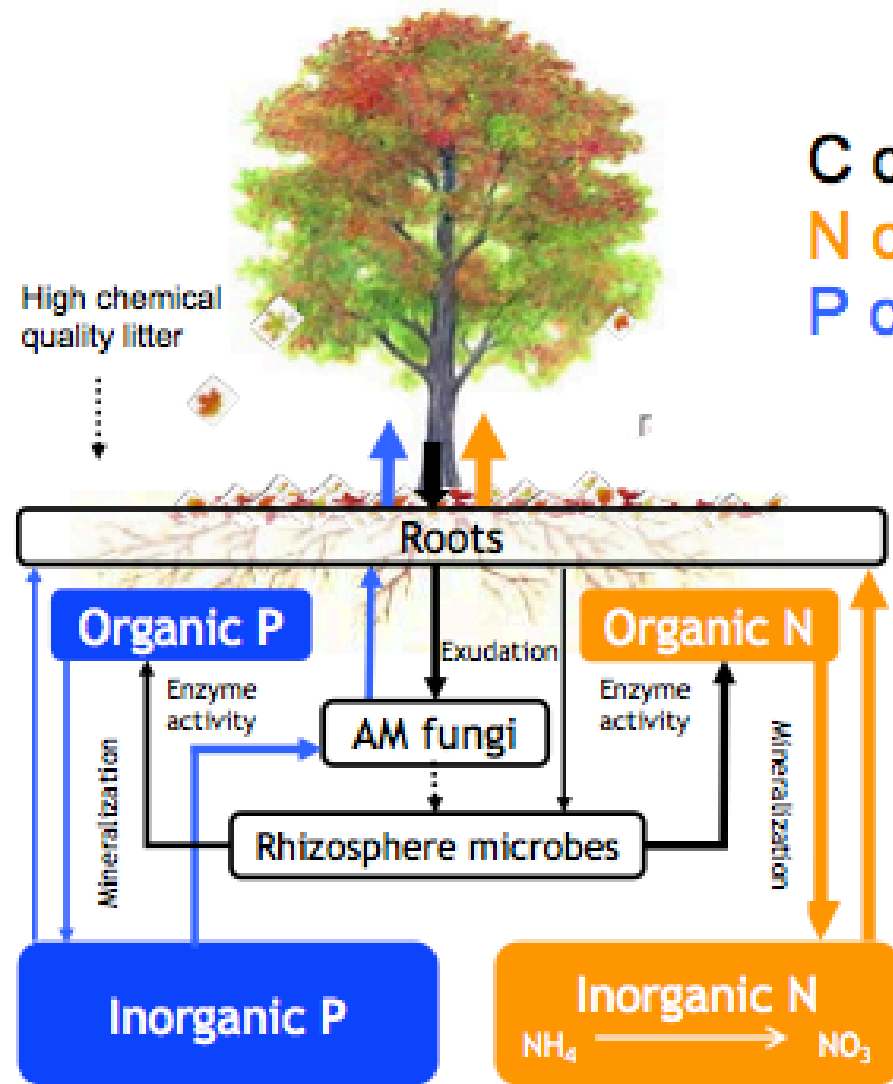 C
N
P
High chemical
quality litter
Roots
Organic P
Organic N
Exudation
Enzyme
activity
Enzyme
activity
AM fungi
Mineralization
Mineralization
Rhizosphere microbes
Inorganic P
Inorganic N
NH₄
NO₃